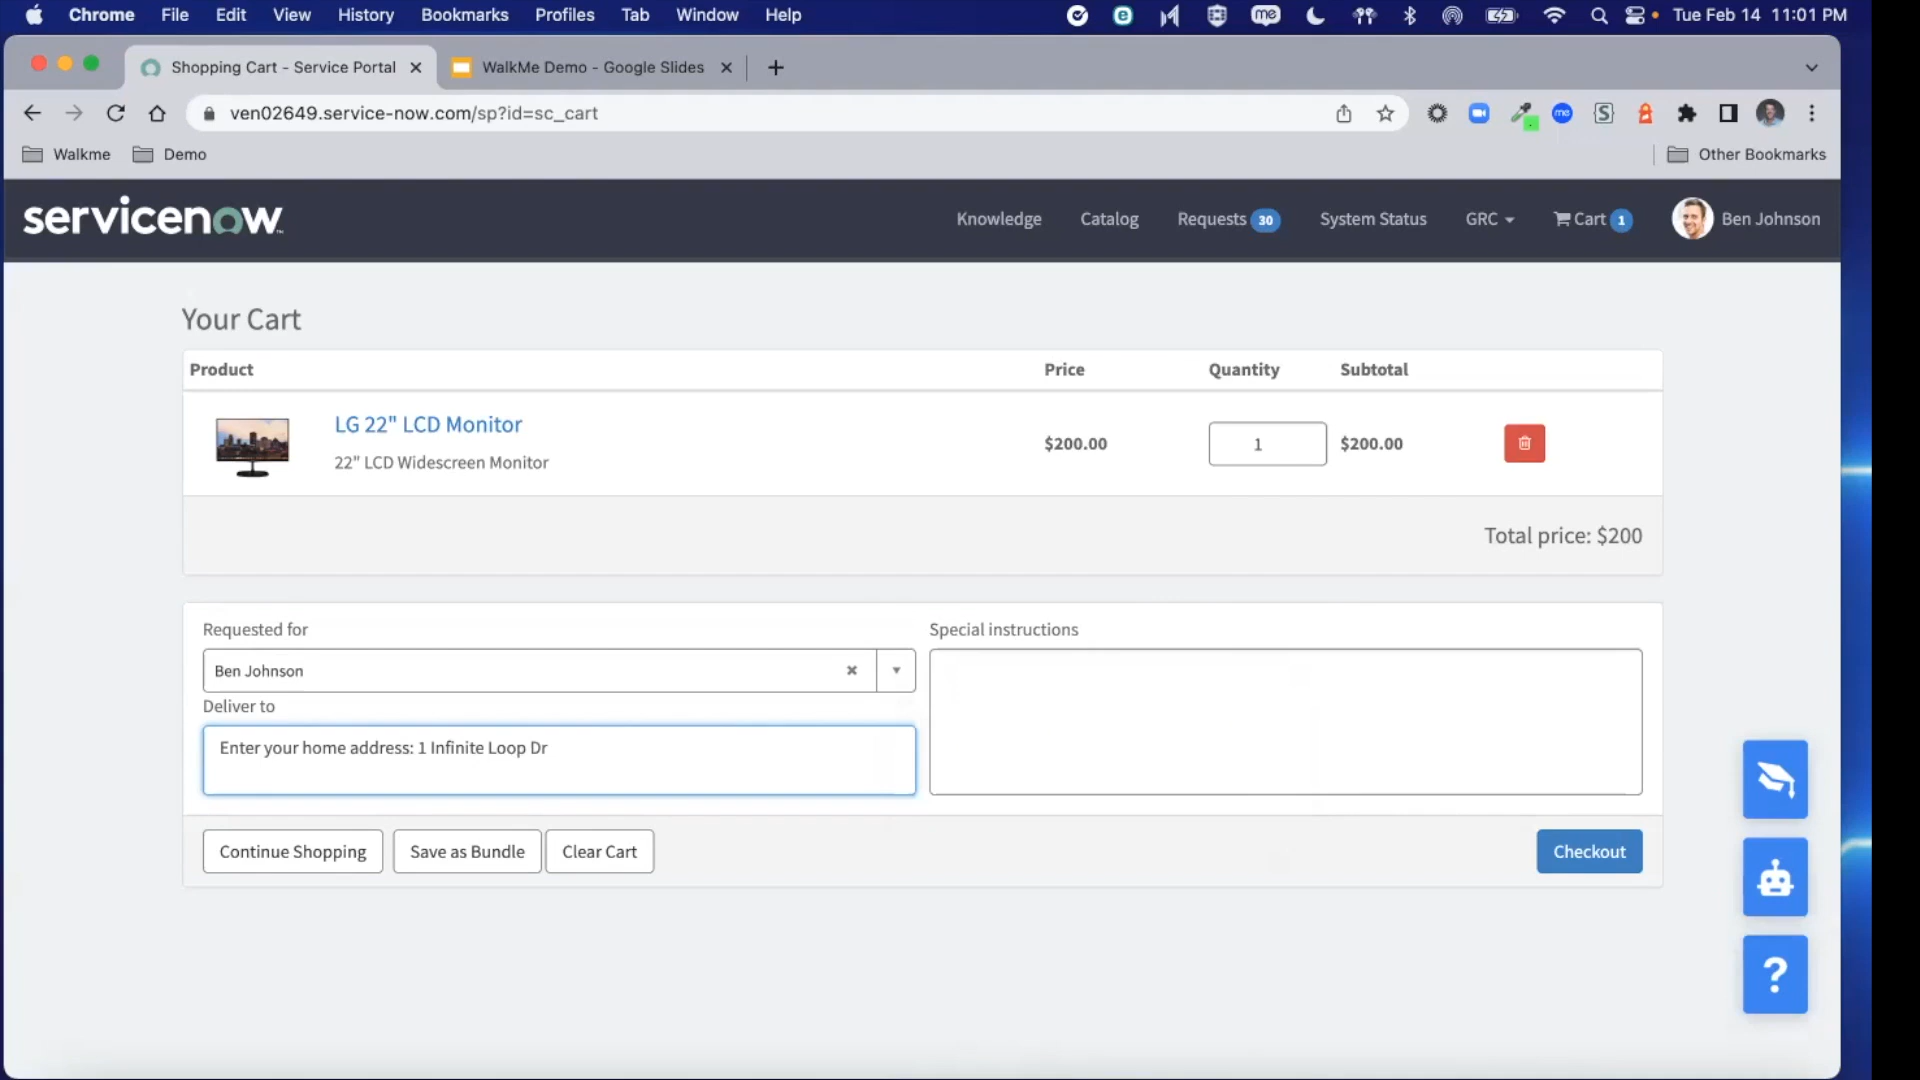 Chrome File Edit View History Bookmarks Profiles Tab Window Help me Tue Feb 14 11:01 PM
Shopping Cart - Service Portal WalkMe Demo - Google Slides
ven02649.service-now.com/sp?id=sc_cart me S
Walkme Demo Other Bookmarks
servicenow Knowledge Catalog Requests 30 System Status GRC Cart 1 Ben Johnson
Your Cart
Product Price Quantity Subtotal
LG 22" LCD Monitor
22" LCD Widescreen Monitor
$200.00 1 $200.00
Total price: $200
Requested for Special instructions
Ben Johnson
Deliver to
Enter your home address: 1 Infinite Loop Dr
Continue Shopping Save as Bundle Clear Cart Checkout
?